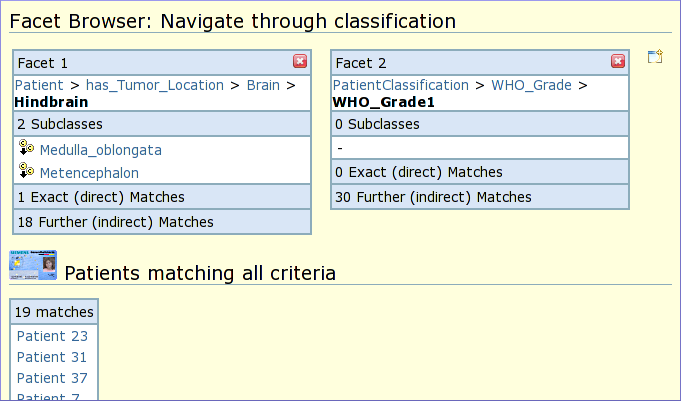 Facet Browser: Navigate through classification
Facet 1
Patient > has_Tumor_Location > Brain >
Hindbrain
2 Subclasses
Medulla_oblongata
Metencephalon
1 Exact (direct) Matches
18 Further (indirect) Matches
Facet 2
PatientClassification > WHO_Grade >
WHO_Grade1
0 Subclasses
-
0 Exact (direct) Matches
30 Further (indirect) Matches
Patients matching all criteria
19 matches
Patient 23
Patient 31
Patient 37
Patient 7